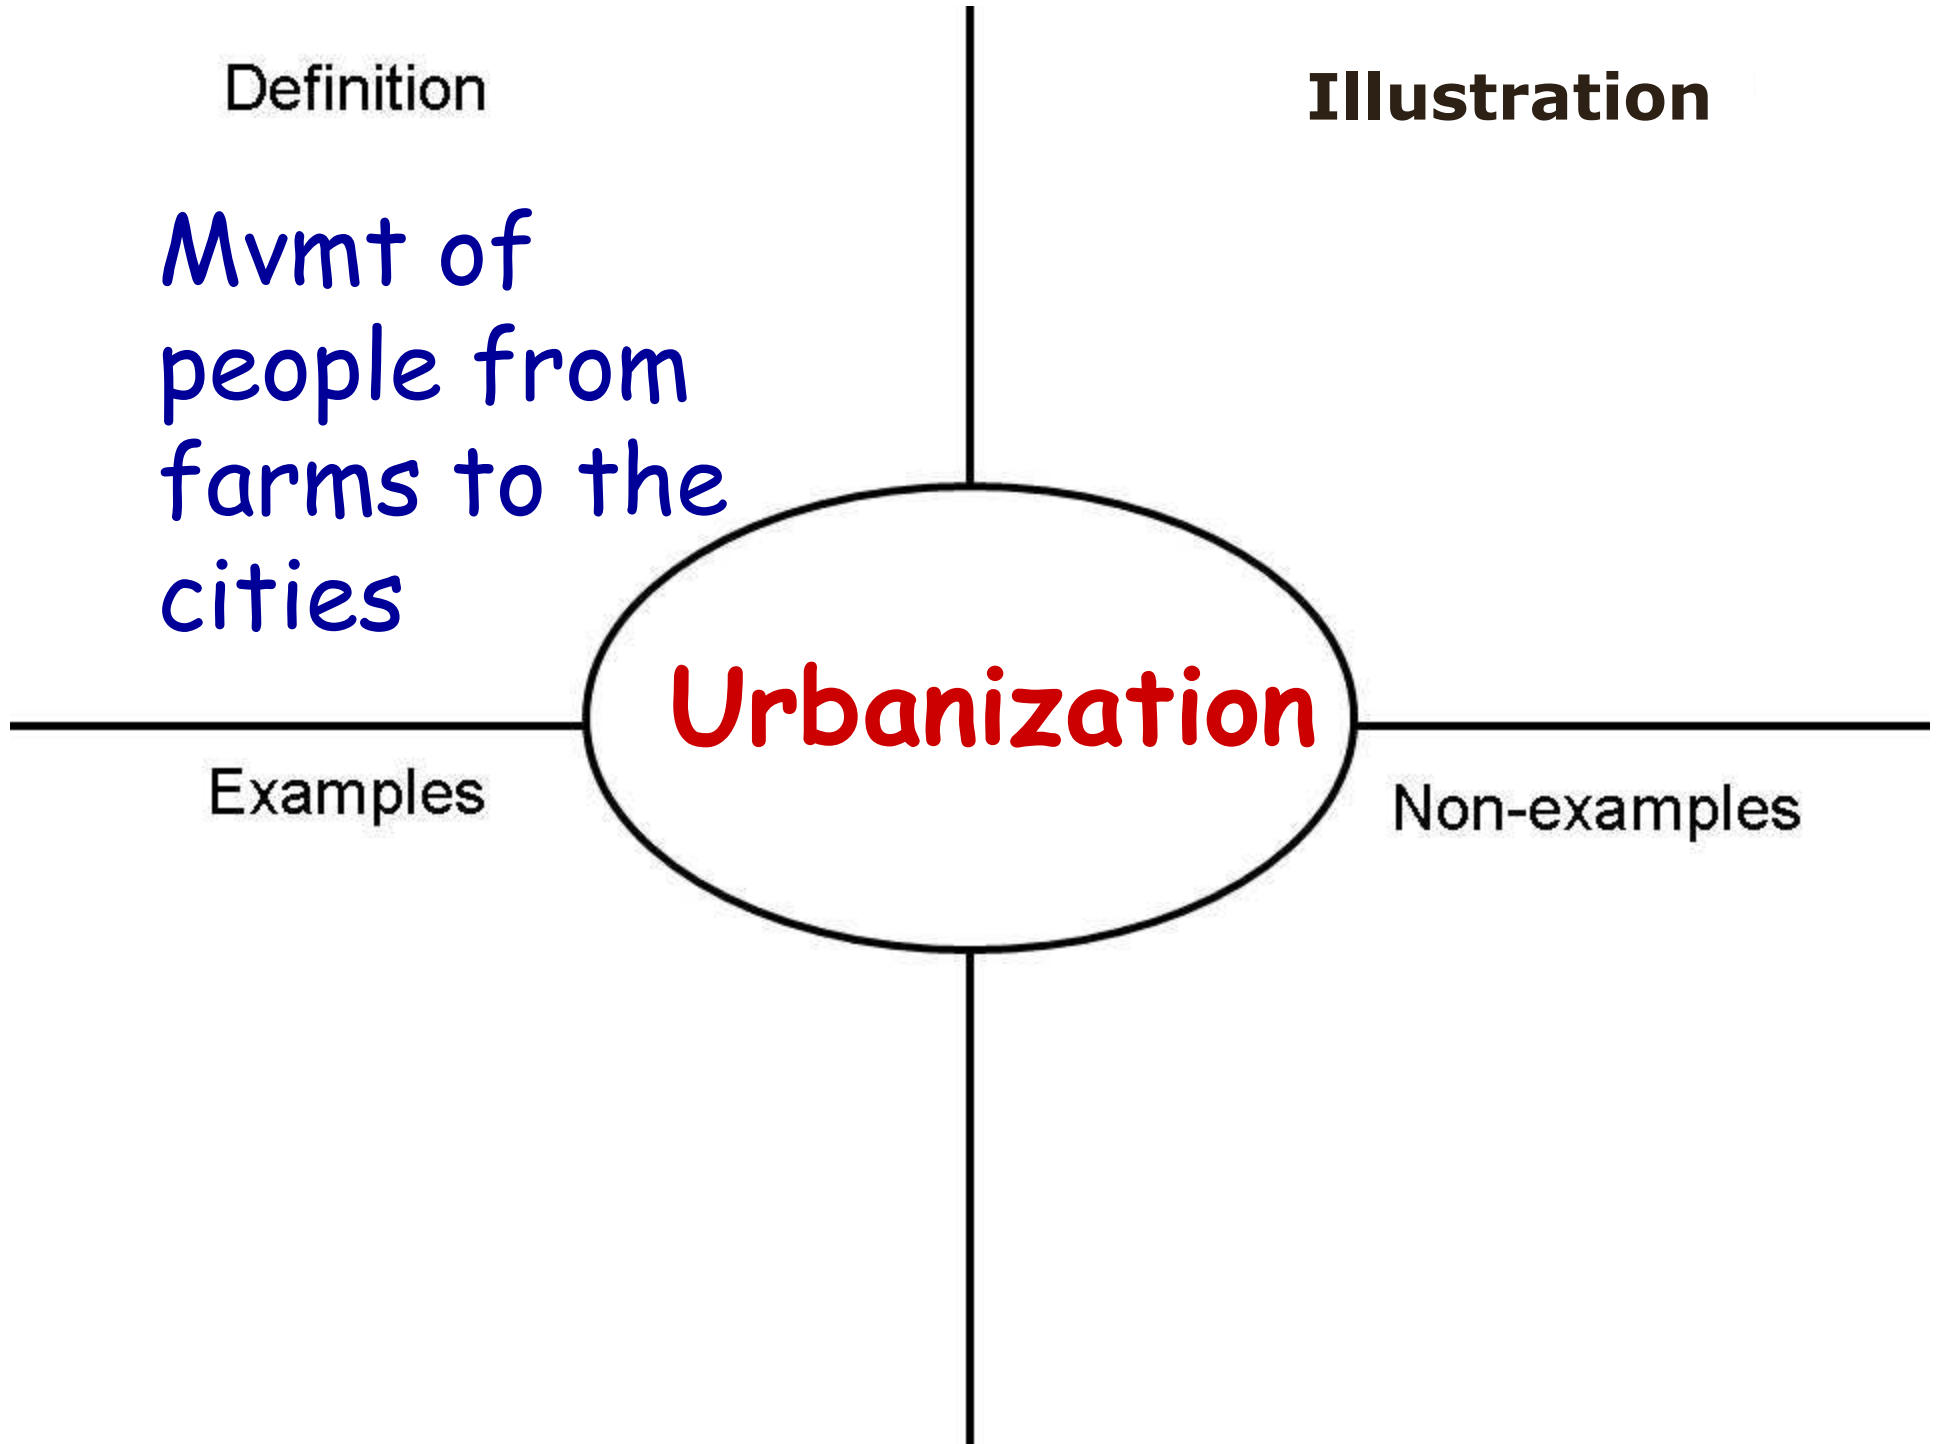 Definition
Mvmt of
people from
farms to the
cities
Illustration
Urbanization
Examples
Non-examples